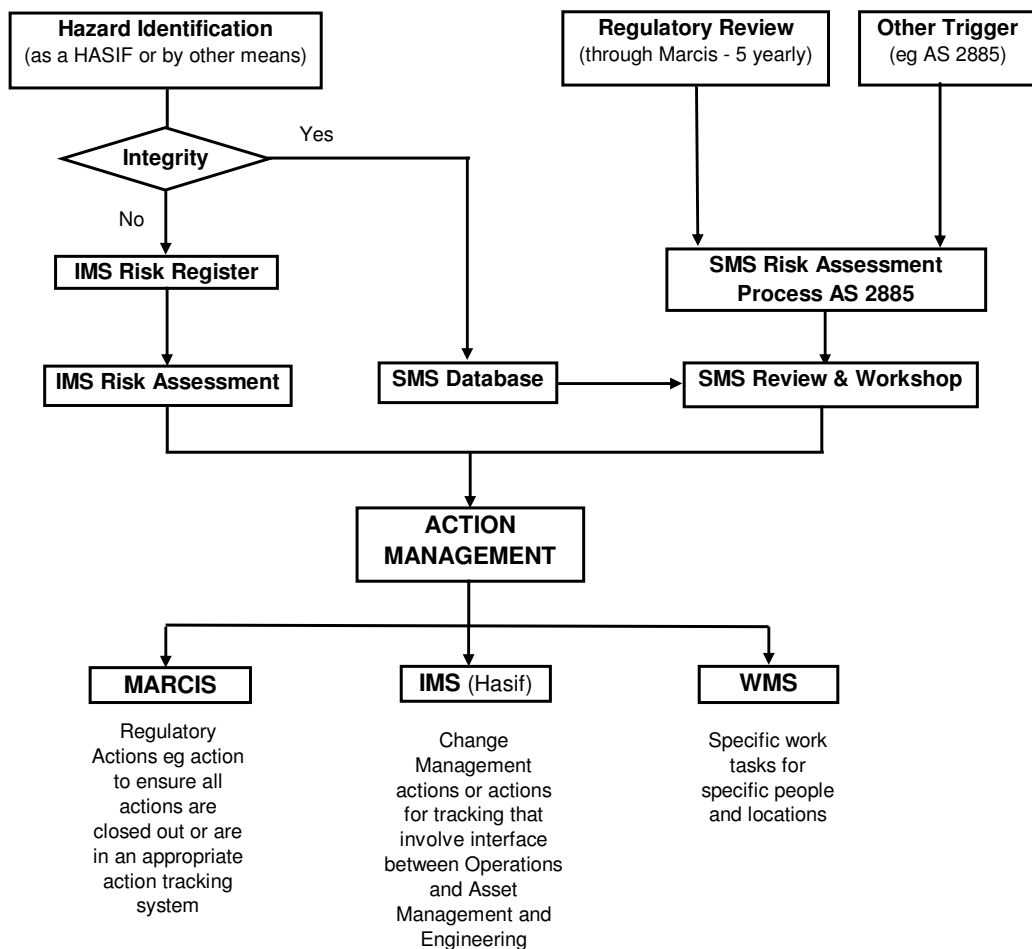 Hazard Identification
(as a HASIF or by other means)
Regulatory Review
(through Marcis - 5 yearly)
Other Trigger
(eg AS 2885)
Yes
Integrity
No
IMS Risk Register
SMS Risk Assessment
Process AS 2885
IMS Risk Assessment
SMS Database
SMS Review & Workshop
ACTION
MANAGEMENT
MARCIS
Regulatory
Actions eg action
to ensure all
actions are
closed out or are
in an appropriate
action tracking
system
IMS (Hasif)
Change
Management
actions or actions
for tracking that
involve interface
between Operations
and Asset
Management and
Engineering
WMS
Specific work
tasks for
specific people
and locations